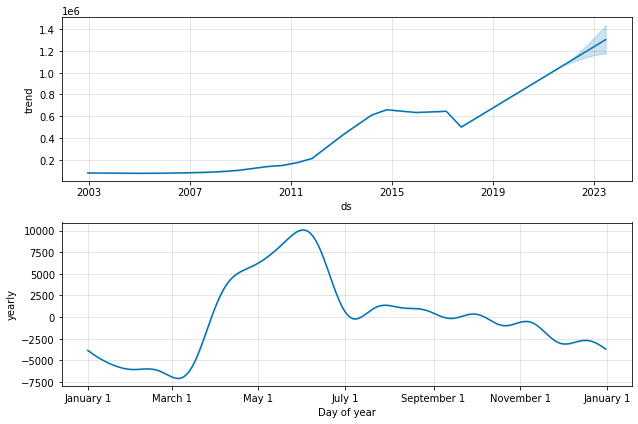 1e6
1.4
1.2
1.0
0.8
0.6
0.4
0.2
trend
2003 2007 2011 2015 2019 2023
ds
10000
7500
5000
2500
0
−2500
−5000
−7500
yearly
January 1 March 1 May 1 July 1 September 1 November 1 January 1
Day of year